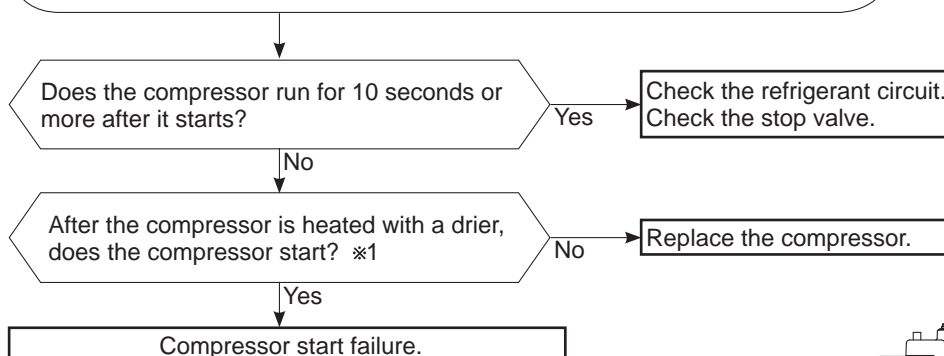 Does the compressor run for 10 seconds or
more after it starts?
Yes
Check the refrigerant circuit.
Check the stop valve.
No
After the compressor is heated with a drier,
does the compressor start? ※1
No
Replace the compressor.
Yes
Compressor start failure.